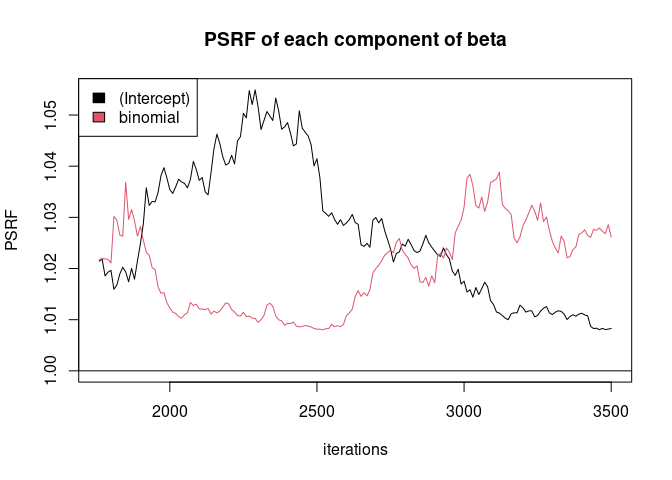 PSRF of each component of beta
(Intercept)
binomial
PSRF
1.05
1.04
1.03
1.02
1.01
1.00
2000 2500 3000 3500
iterations